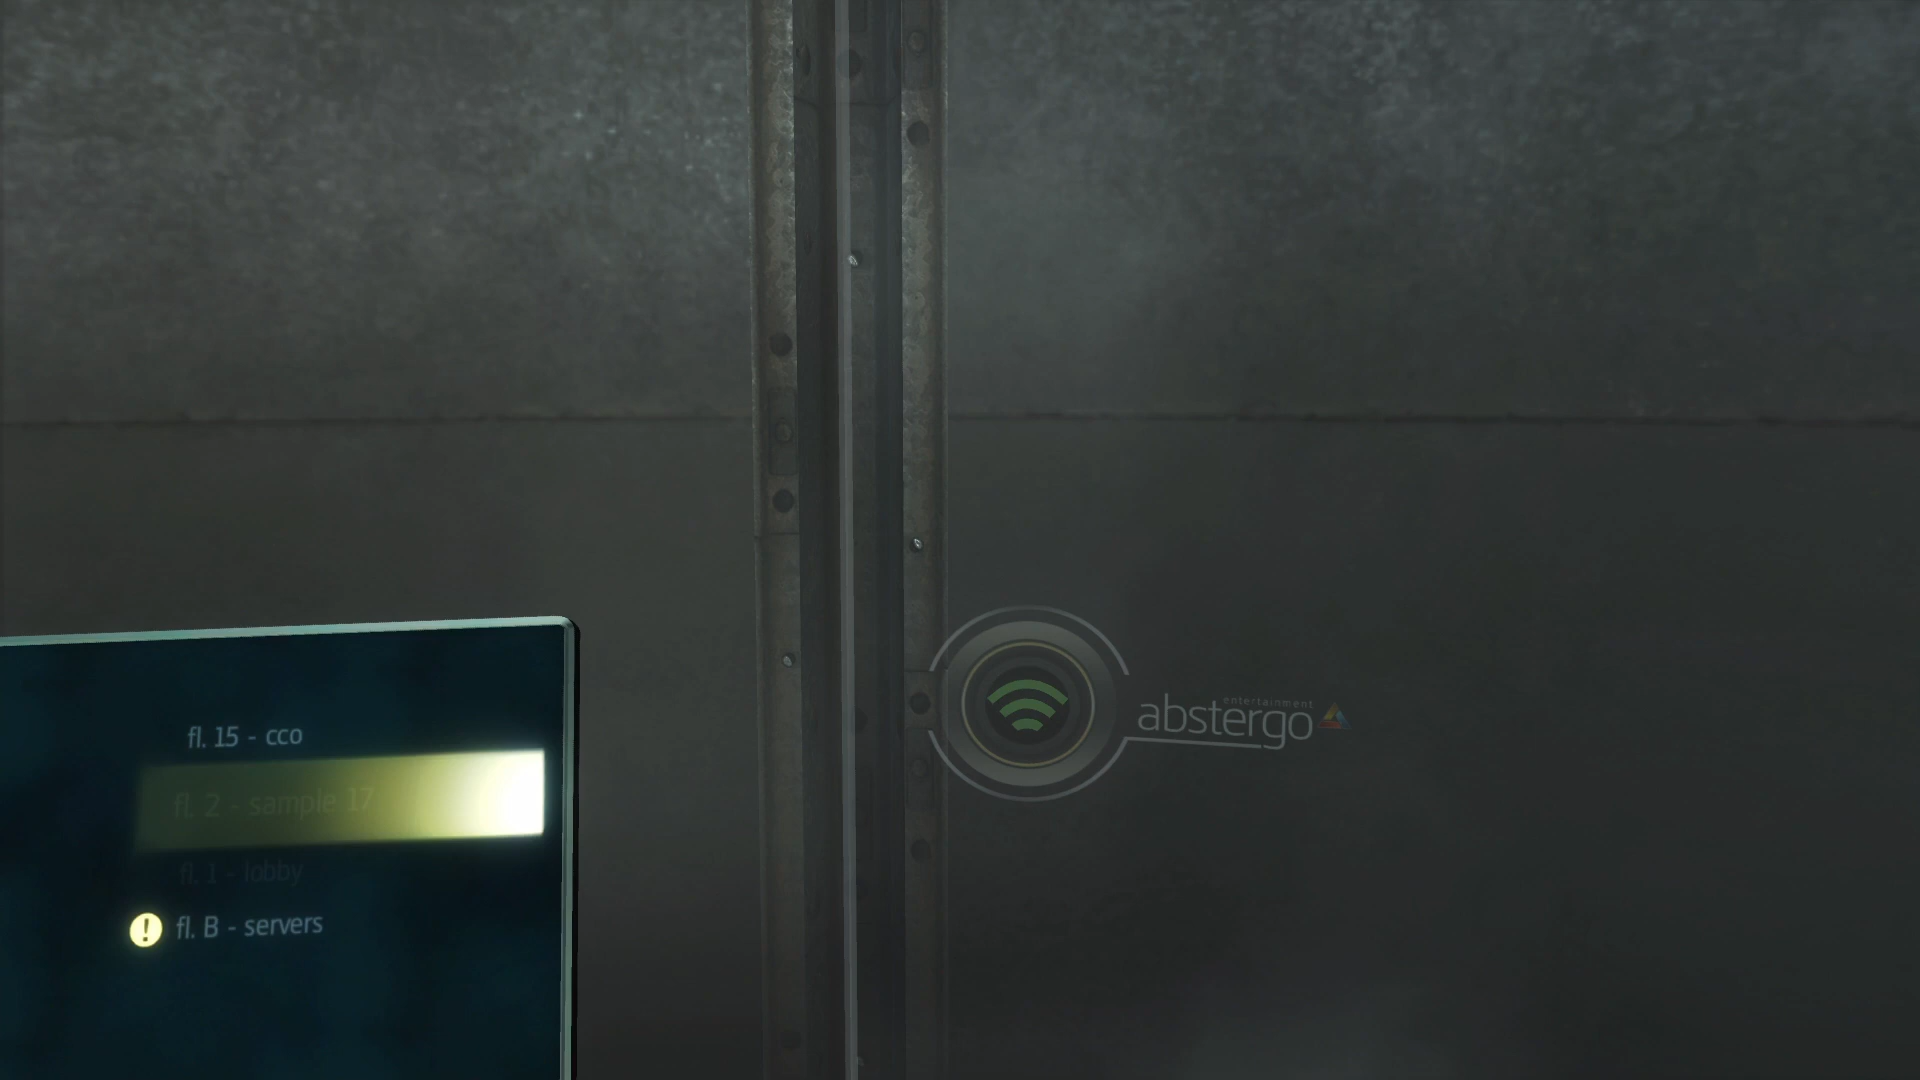 fl. 15 - cco
fl. 2 - sample 17
fl. 1 - lobby
! fl. B - servers
entertainment
abstergo